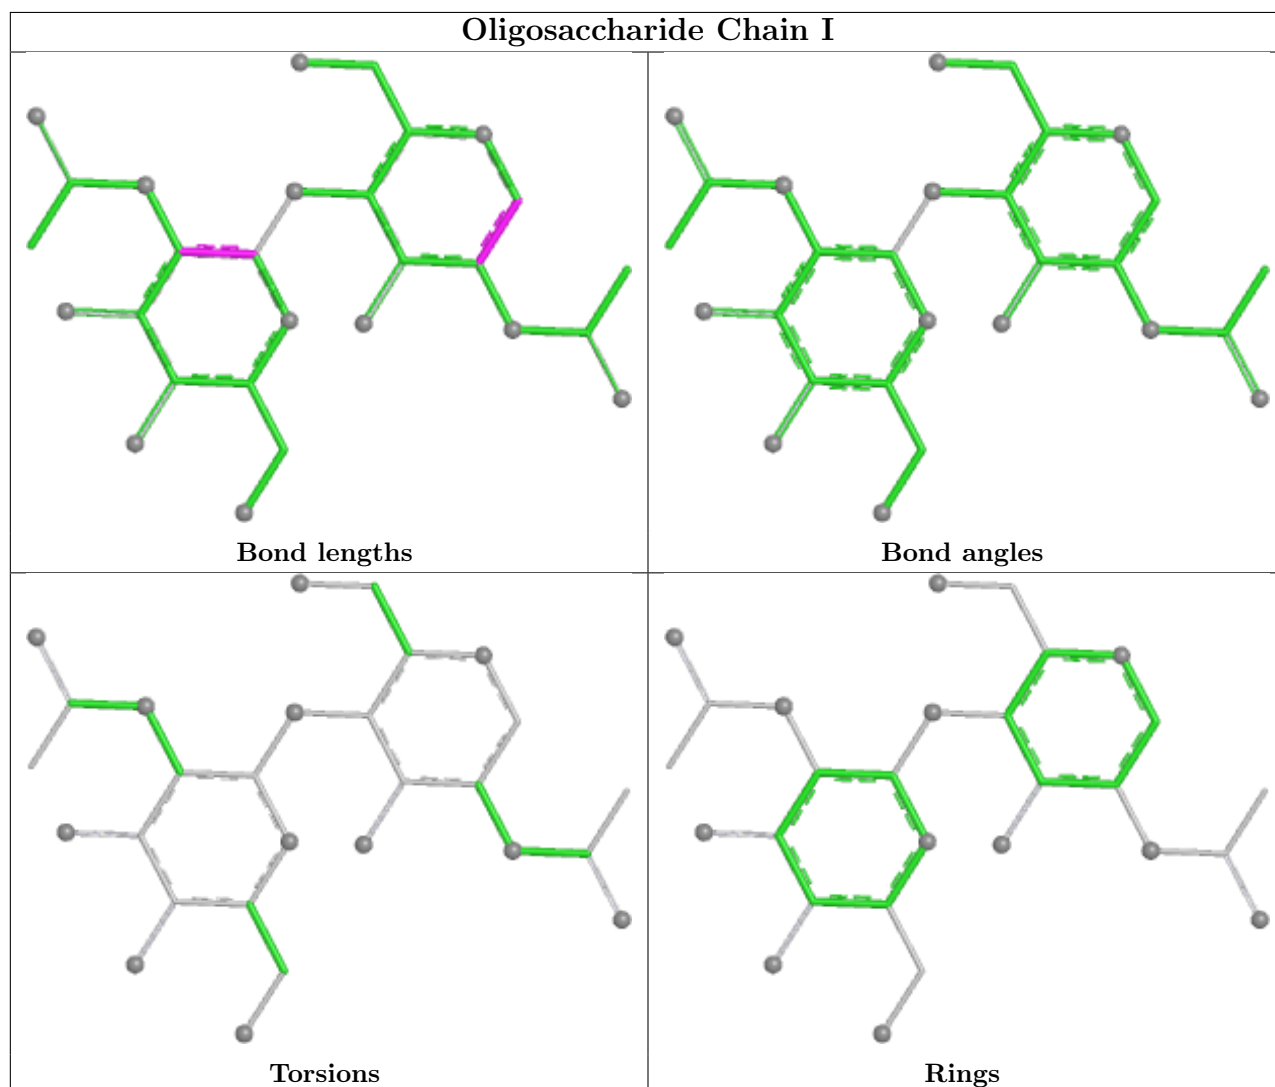 Oligosaccharide Chain I
Bond lengths
Bond angles
Torsions
Rings